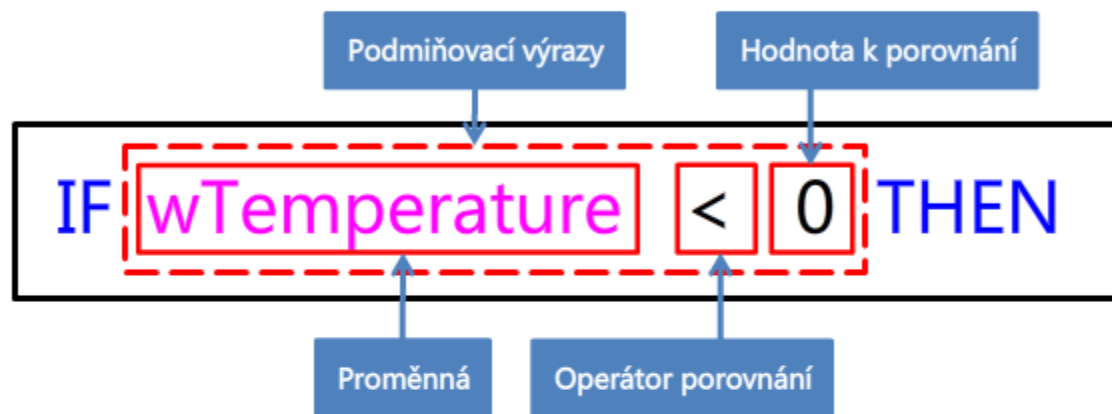 Podmiňovací výrazy
Hodnota k porovnání
IF wTemperature < 0 THEN
Proměnná
Operátor porovnání